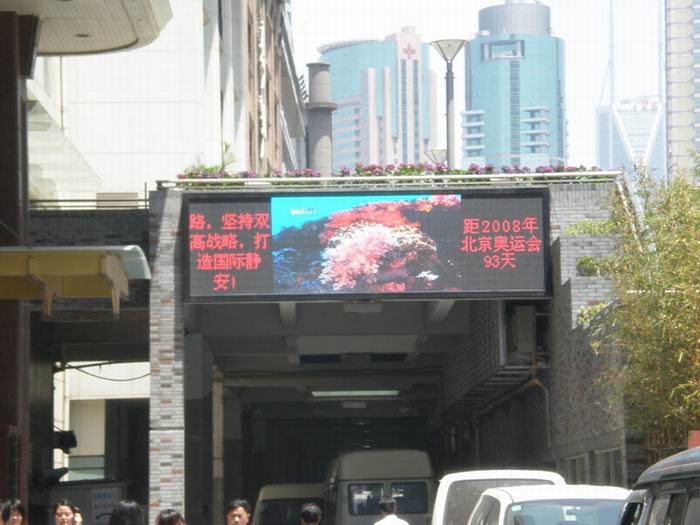 路，坚持双
高战略，打
造国际静
安！
距2008年
北京奥运会
93天